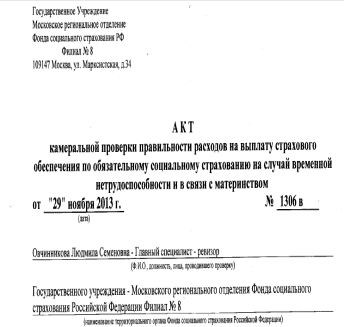 Государственное Учреждение
Московское региональное отделение
Фонда социального страхования РФ
Филиал № 8
109147 Москва, ул. Марксистская, д.34
А К Т
камеральной проверки правильности расходов на выплату страхового
обеспечения по обязательному социальному страхованию на случай временной
нетрудоспособности и в связи с материнством
от "29" ноября 2013 г. № 1306 в
(дата)
Овчинникова Людмила Семеновна - Главный специалист - ревизор
(Ф.И.О., должность, лица, проводившего проверку)
Государственного учреждения - Московского регионального отделения Фонда социального
страхования Российской Федерации Филиал № 8
(наименование территориального органа Фонда социального страхования Российской Федерации)